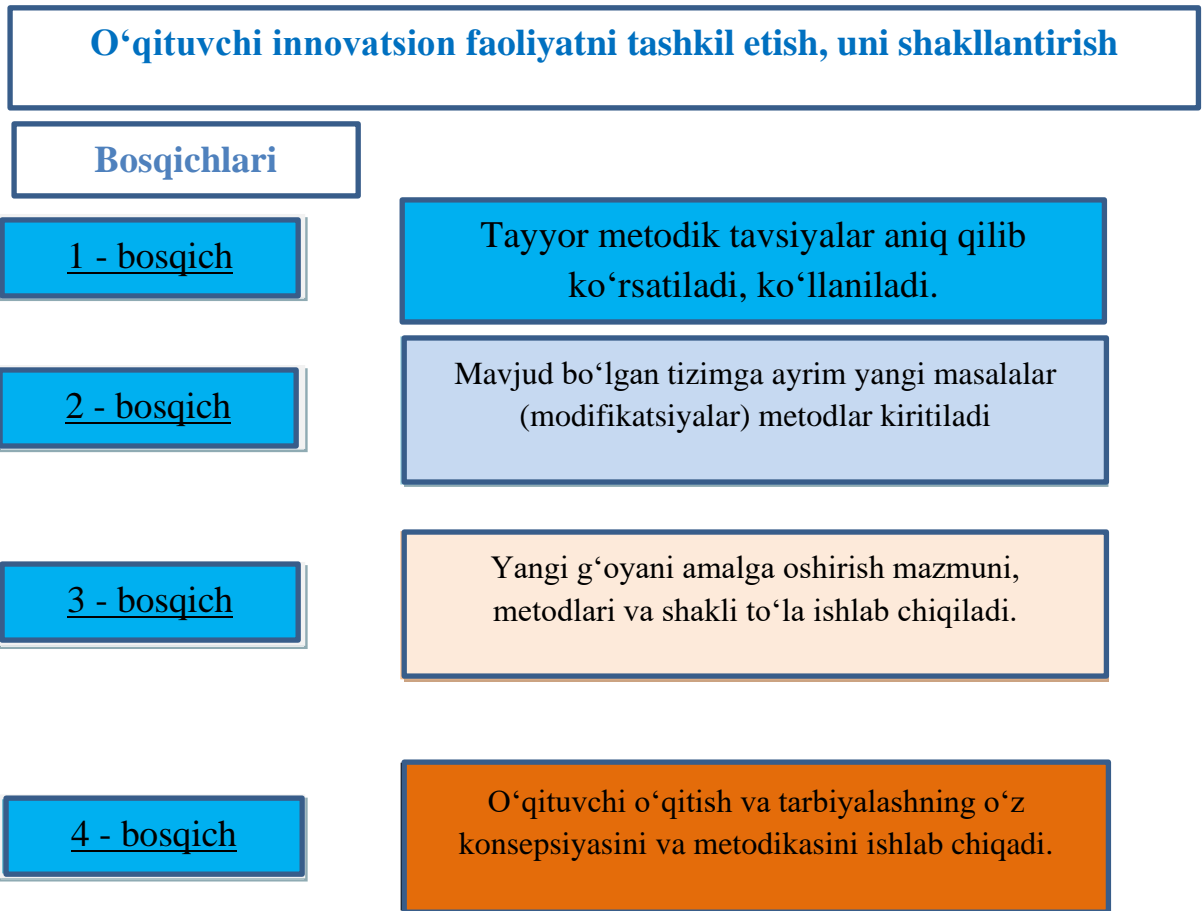 O‘qituvchi innovatsion faoliyatni tashkil etish, uni shakllantirish
Bosqichlari
1 - bosqich
Tayyor metodik tavsiyalar aniq qilib
ko‘rsatiladi, ko‘llaniladi.
2 - bosqich
Mavjud bo‘lgan tizimga ayrim yangi masalalar
(modifikatsiyalar) metodlar kiritiladi
3 - bosqich
Yangi g‘oyani amalga oshirish mazmuni,
metodlari va shakli to‘la ishlab chiqiladi.
4 - bosqich
O‘qituvchi o‘qitish va tarbiyalashning o‘z
konsepsiyasini va metodikasini ishlab chiqadi.